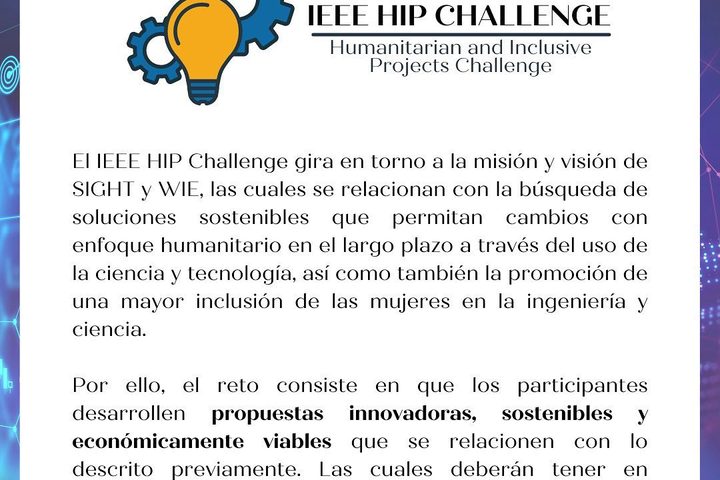 IEEE HIP CHALLENGE
Humanitarian and Inclusive
Projects Challenge
El IEEE HIP Challenge gira en torno a la misión y visión de
SIGHT y WIE, las cuales se relacionan con la búsqueda de
soluciones sostenibles que permitan cambios con
enfoque humanitario en el largo plazo a través del uso de
la ciencia y tecnología, así como también la promoción de
una mayor inclusión de las mujeres en la ingeniería y
ciencia.
Por ello, el reto consiste en que los participantes
desarrollen propuestas innovadoras, sostenibles y
económicamente viables que se relacionen con lo
descrito previamente. Las cuales deberán tener en